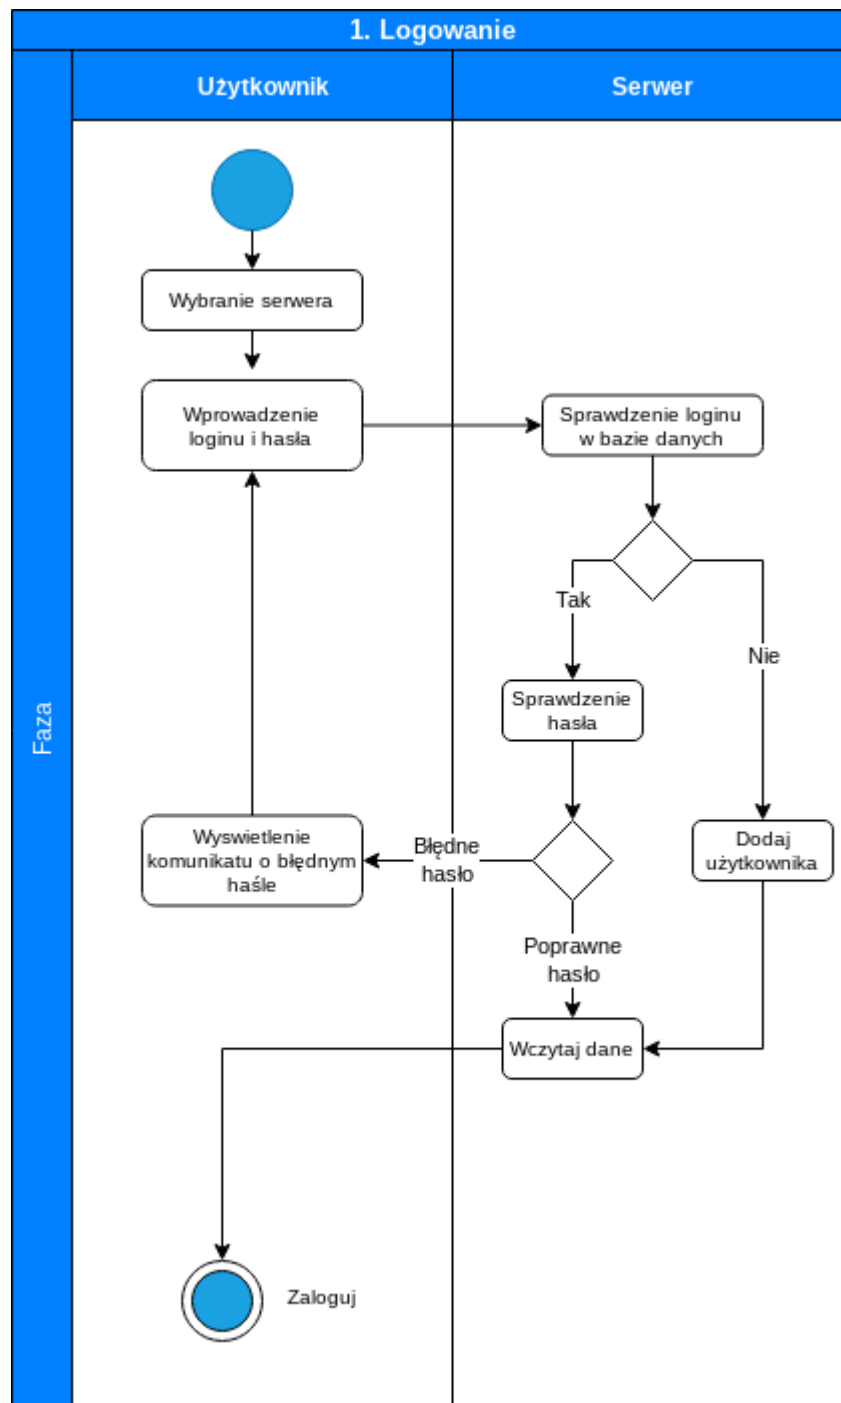 1. Logowanie
Użytkownik
Serwer
Faza
Wybranie serwera
Wprowadzenie
loginu i hasła
Sprawdzenie loginu
w bazie danych
Tak
Nie
Sprawdzenie
hasła
Wyswietlenie
komunikatu o błędnym
haśle
Błędne
hasło
Dodaj
użytkownika
Poprawne
hasło
Wczytaj dane
Zaloguj